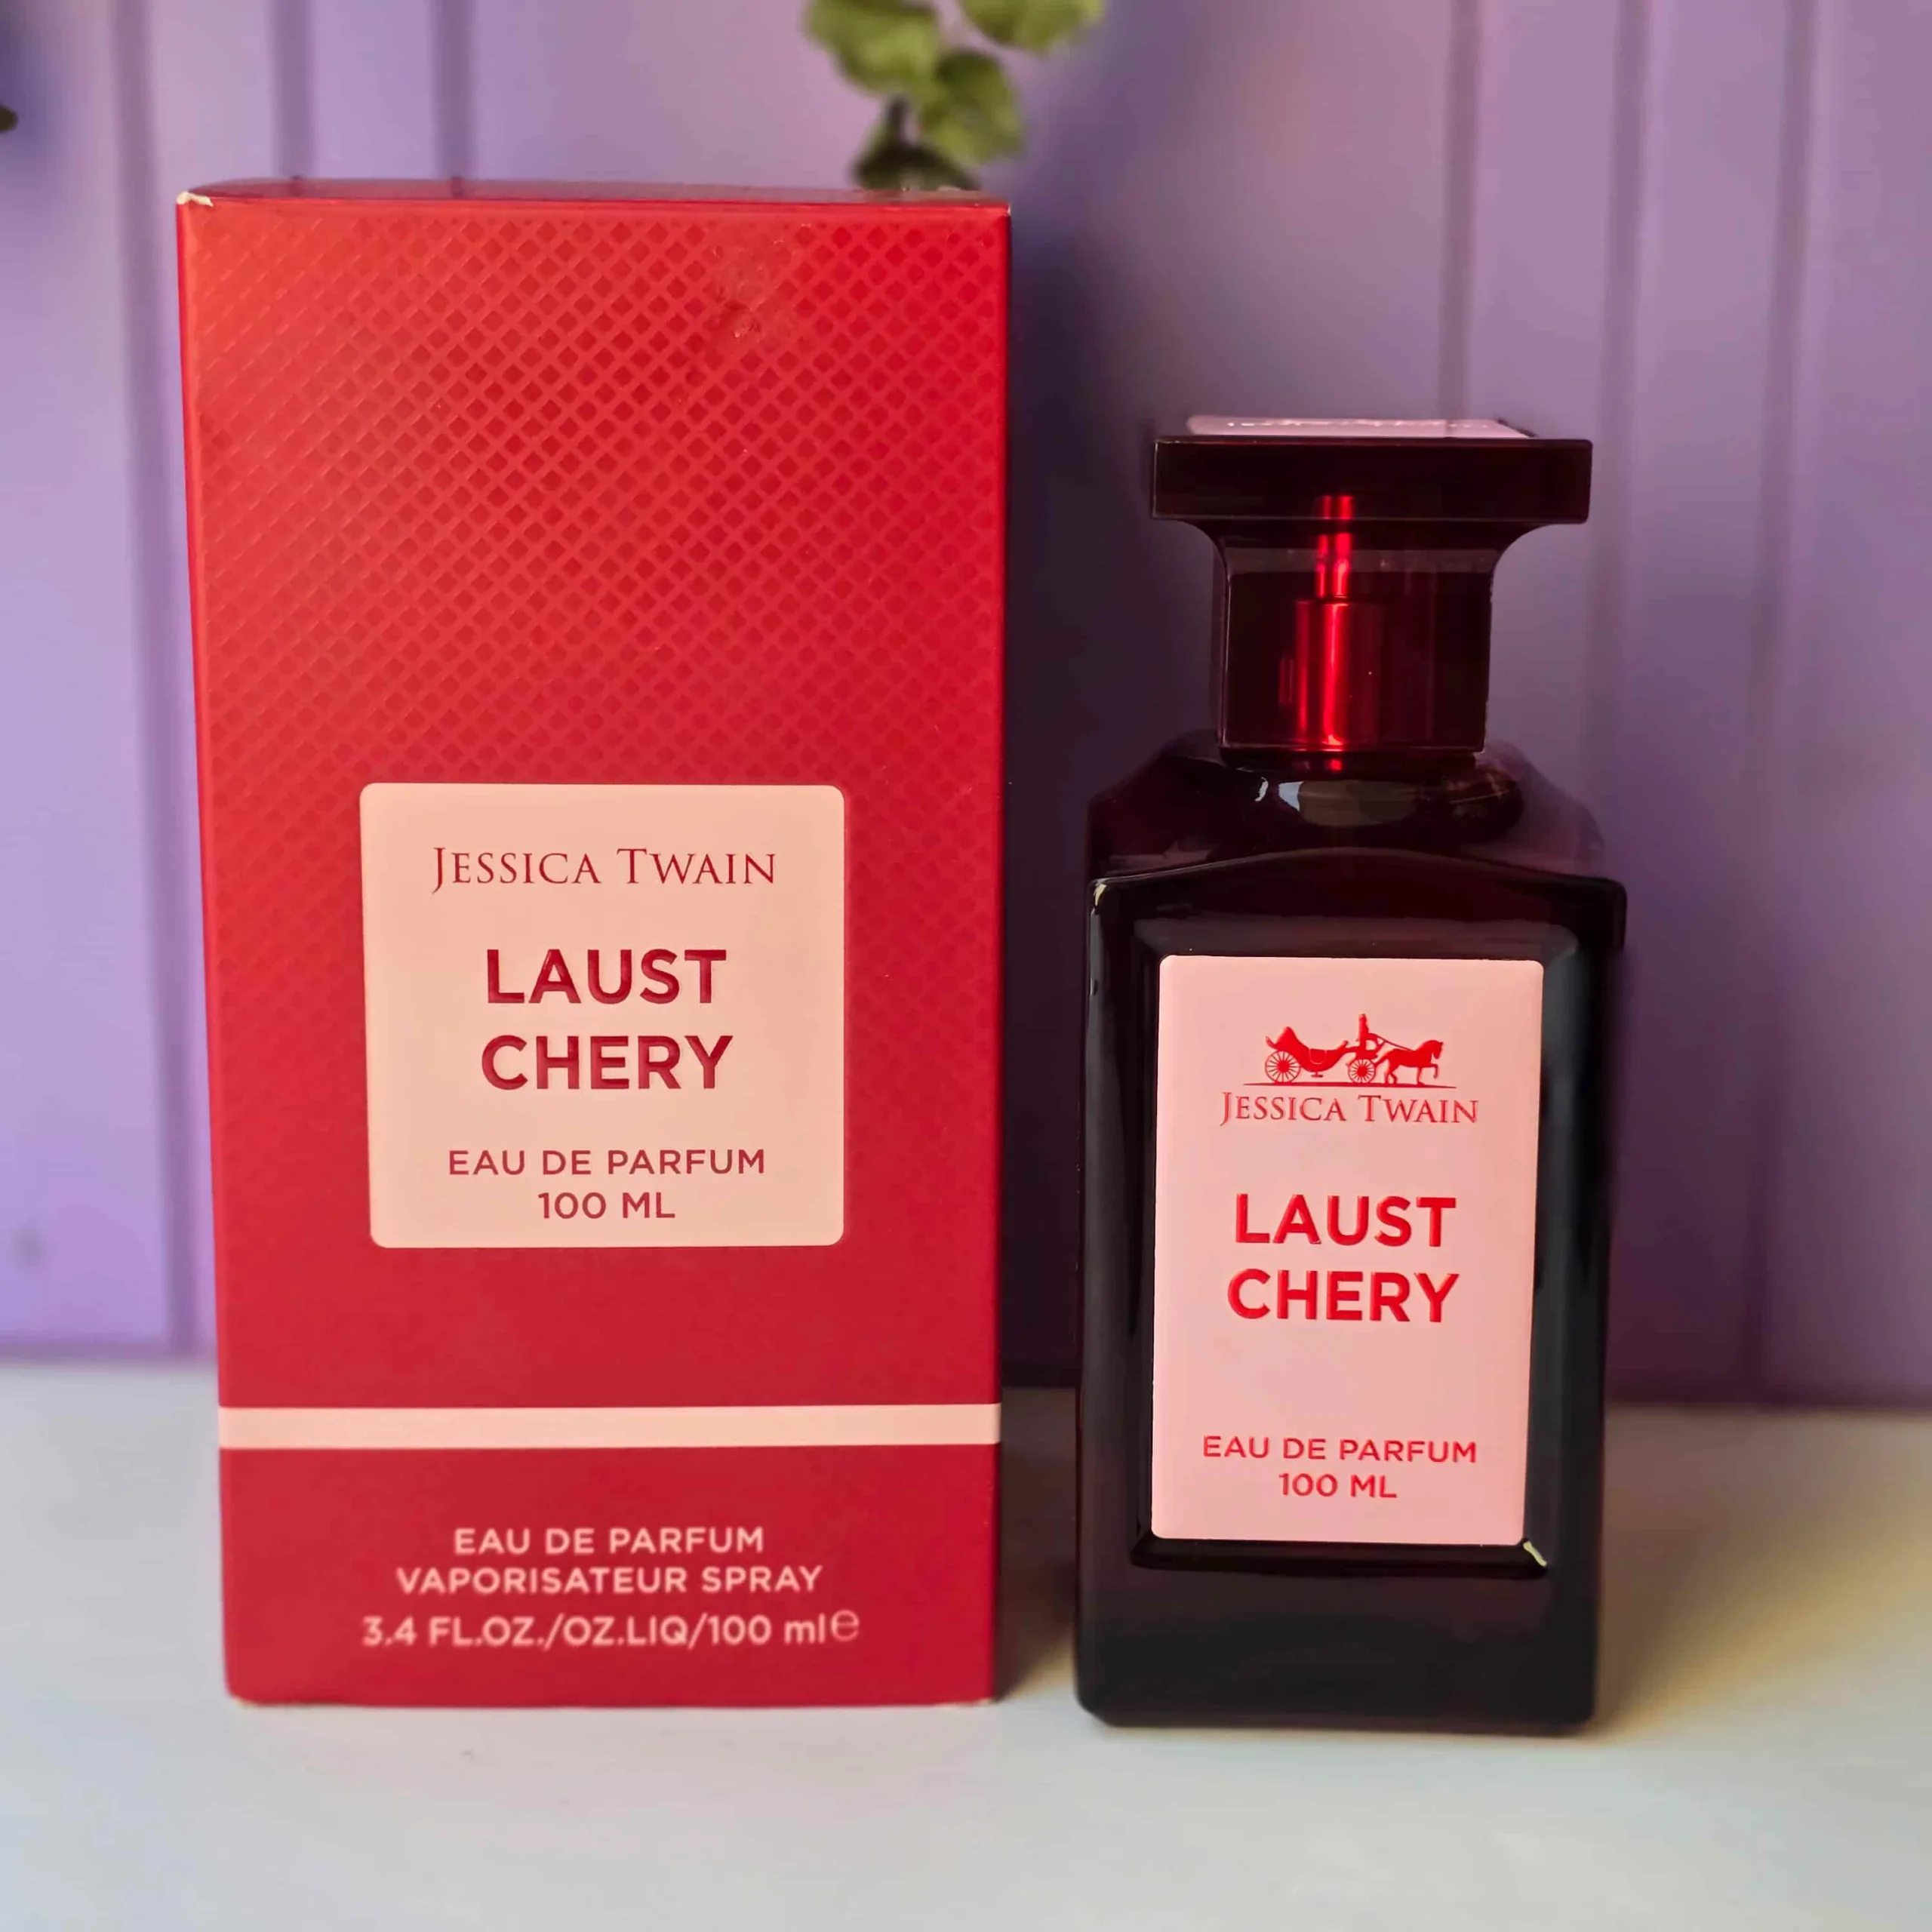 JESSICA TWAIN
LAUST
CHERY
EAU DE PARFUM
100 ML
EAU DE PARFUM
VAPORISATEUR SPRAY
3.4 FL.OZ./OZ.LIQ/100 ml℮
JESSICA TWAIN
LAUST
CHERY
EAU DE PARFUM
100 ML